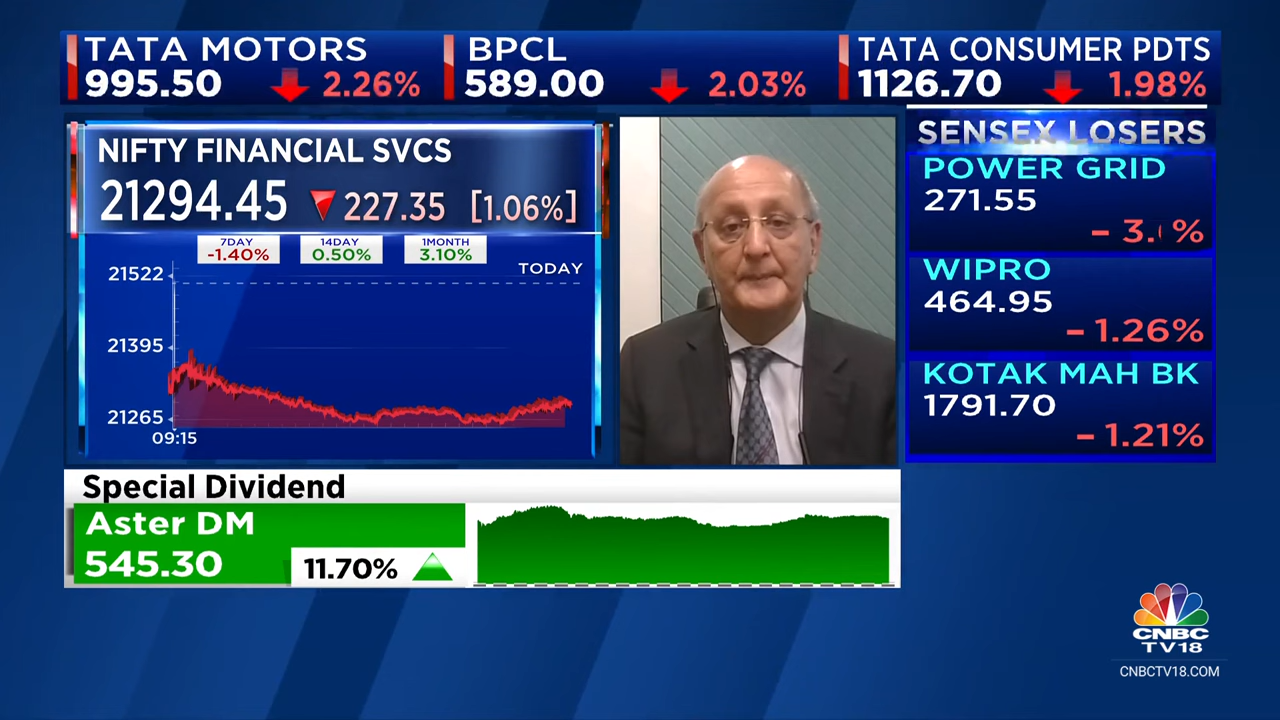 TATA MOTORS
995.50 2.26%
BPCL
589.00 2.03%
TATA CONSUMER PDTS
1126.70 1.98%
NIFTY FINANCIAL SVCS
21294.45 227.35 [1.06%]
7DAY
-1.40%
14DAY
0.50%
1MONTH
3.10%
TODAY
21522
21395
21265
09:15
SENSEX LOSERS
POWER GRID
271.55
WIPRO
464.95
– 1.26%
KOTAK MAH BK
1791.70
– 1.21%
Special Dividend
Aster DM
545.30 11.70%
CNBC
TV18
CNBCTV18.COM